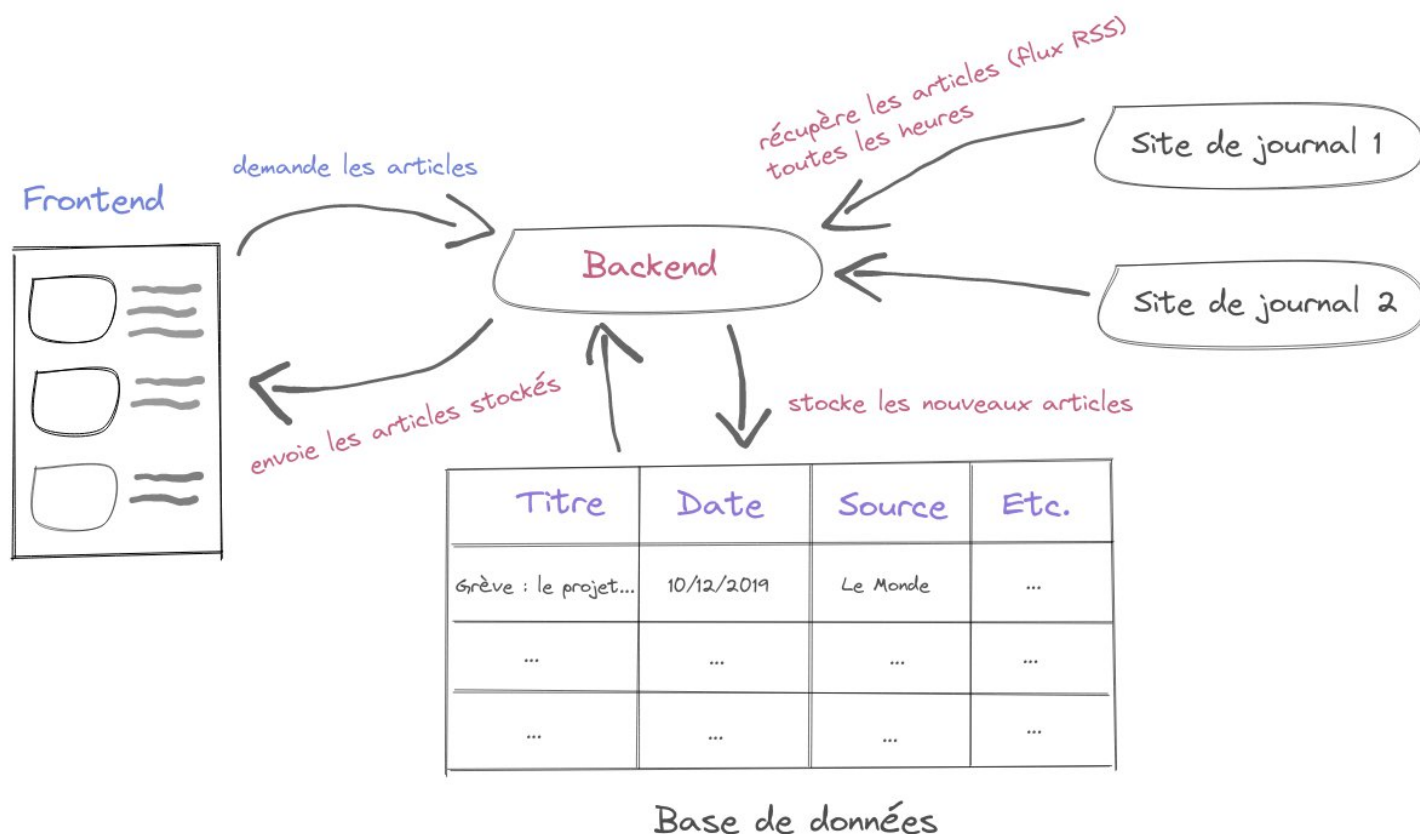 récupère les articles (flux RSS)
toutes les heures
Site de journal 1
demande les articles
Frontend
Backend
Site de journal 2
envoie les articles stockés
stocke les nouveaux articles
Titre Date Source Etc.
Grève : le projet... 10/12/2019 Le Monde ...
... ... ... ...
... ... ... ...
Base de données